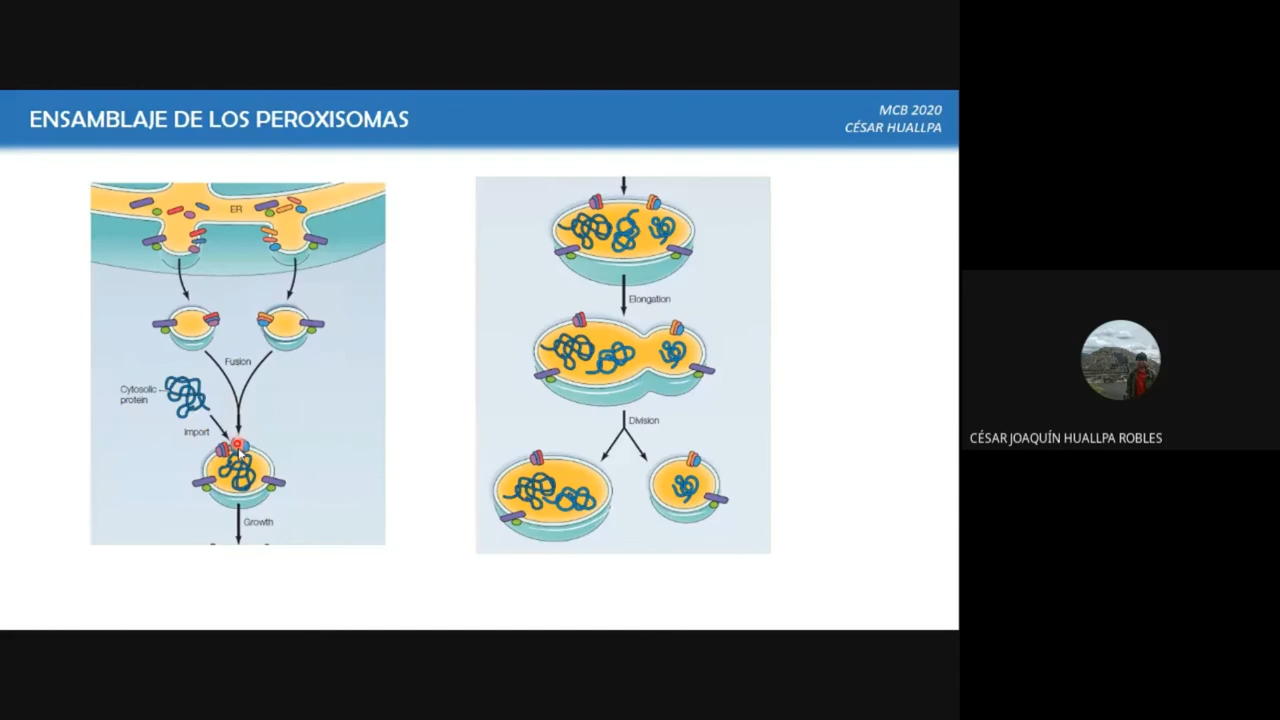 ENSAMBLAJE DE LOS PEROXISOMAS
MCB 2020
CÉSAR HUALLPA
ER
Fusion
Cytosolic
protein
Import
Growth
Elongation
Division
CÉSAR JOAQUÍN HUALLPA ROBLES